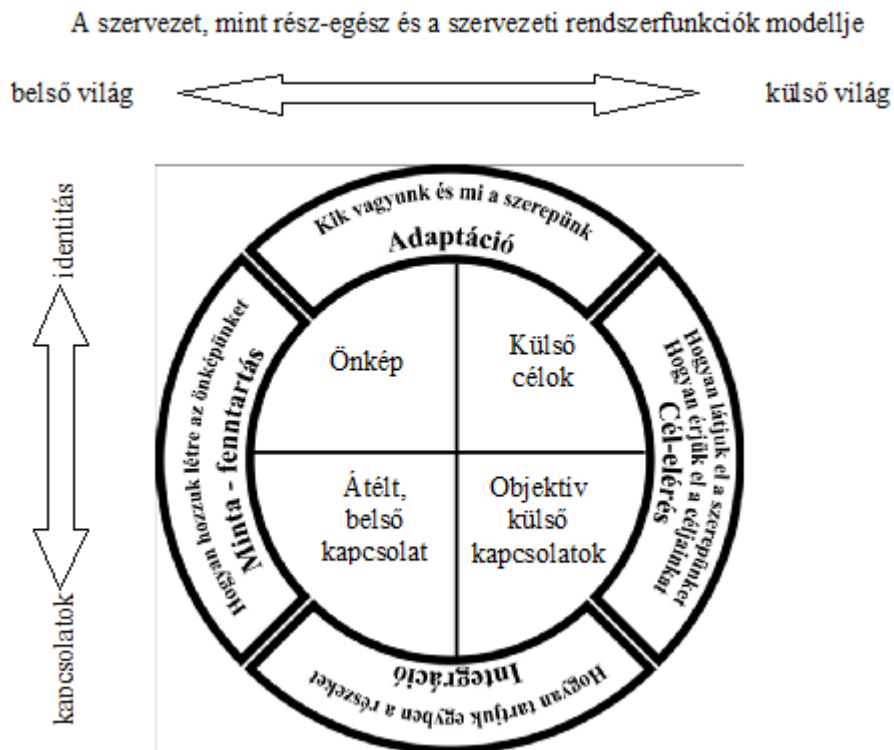 A szervezet, mint rész-egész és a szervezeti rendszerfunkciók modellje
belső világ
külső világ
identitás
kapcsolatok
Kik vagyunk és mi a szerepünk
Adaptáció
Hogyan hozzuk létre az önképünket
Minta - fenntartás
Önkép
Külső
célok
Átélt,
belső
kapcsolat
Objektív
külső
kapcsolatok
Hogyan látjuk el a szerepünket
Hogyan érjük el a céljainkat
Cél-elérés
Integráció
Hogyan tartjuk egyben a részeket